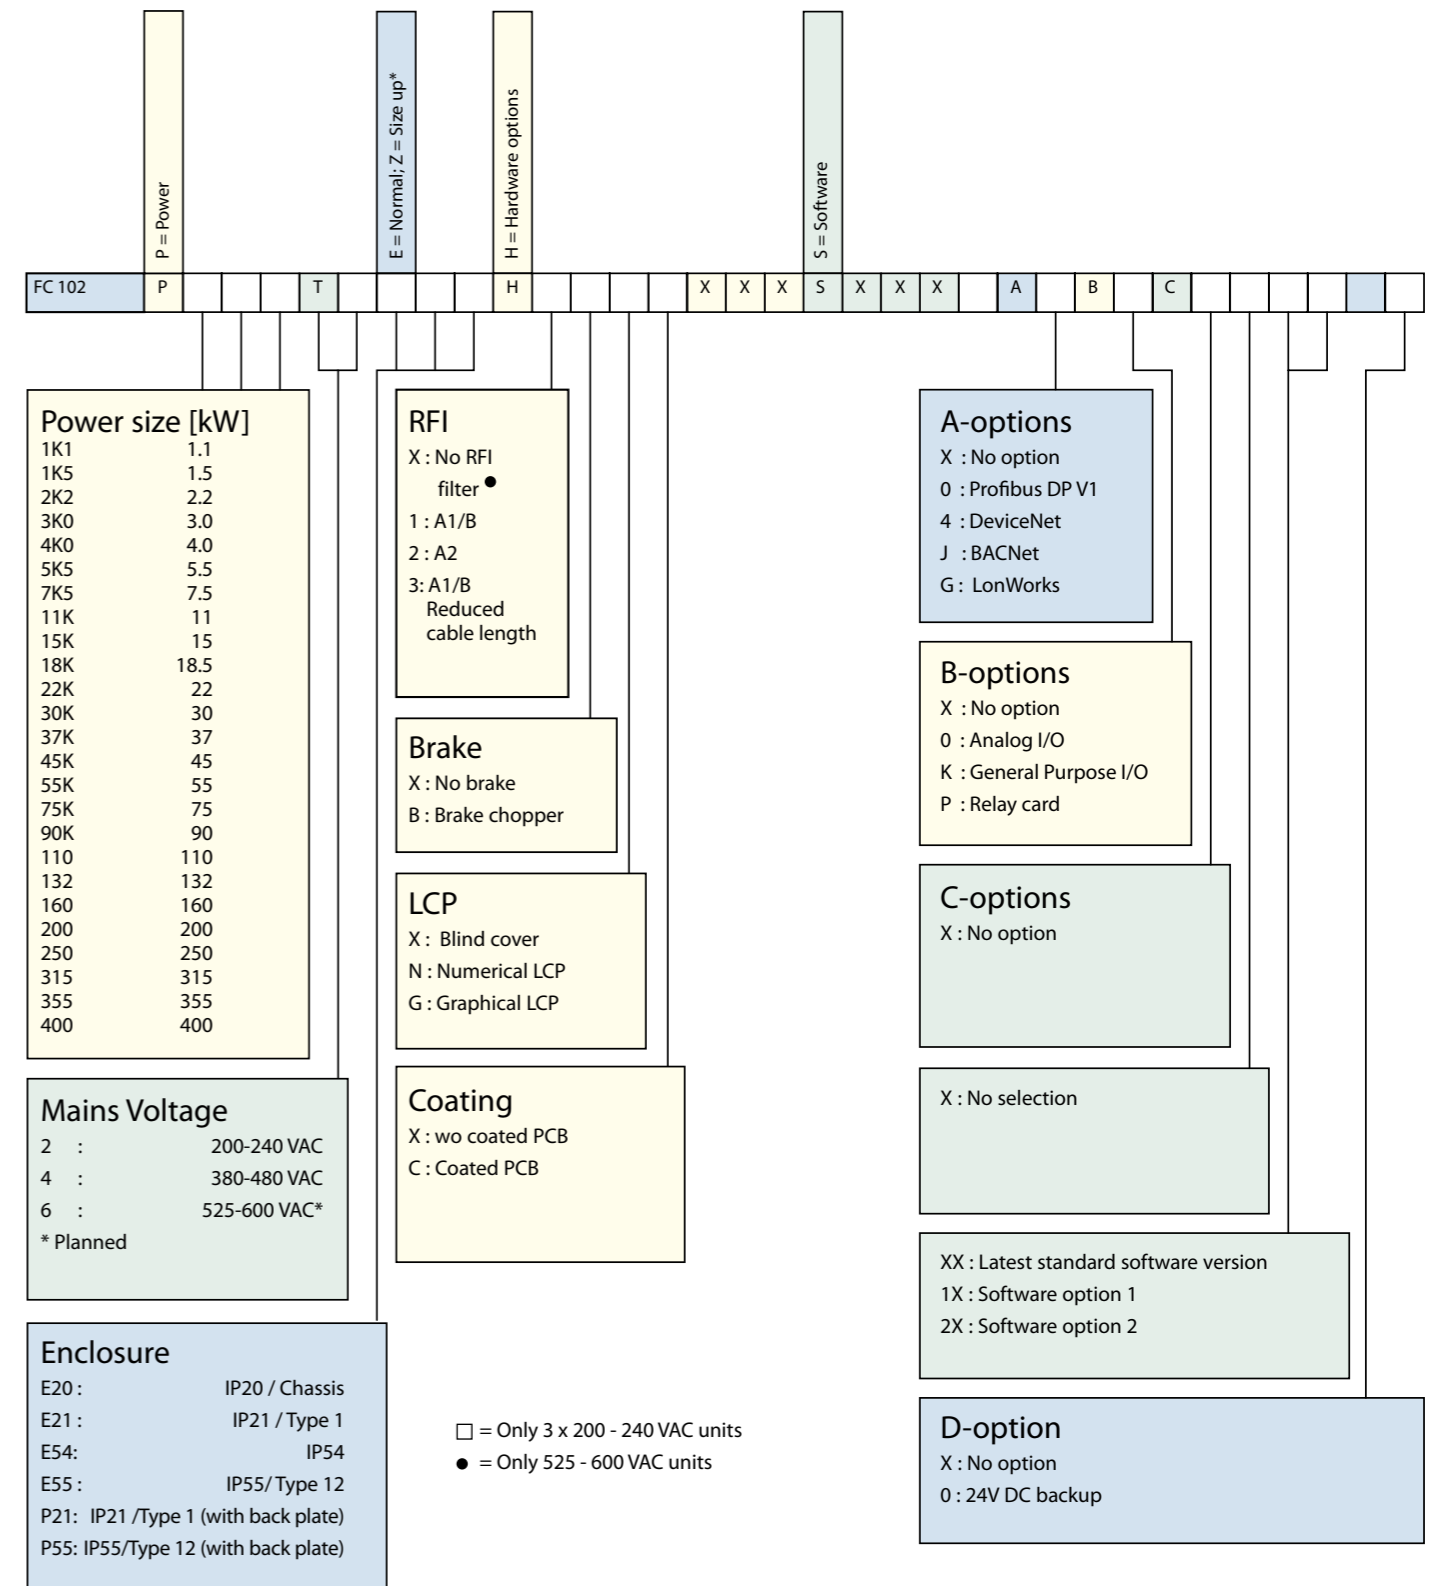 P = Power
E = Normal; Z = Size up*
H = Hardware options
S = Software
FC 102 P T H X X X S X X X A B C
Power size [kW]
1K1 1.1
1K5 1.5
2K2 2.2
3K0 3.0
4K0 4.0
5K5 5.5
7K5 7.5
11K 11
15K 15
18K 18.5
22K 22
30K 30
37K 37
45K 45
55K 55
75K 75
90K 90
110 110
132 132
160 160
200 200
250 250
315 315
355 355
400 400
Mains Voltage
2 : 200-240 VAC
4 : 380-480 VAC
6 : 525-600 VAC*
* Planned
Enclosure
E20 : IP20 / Chassis
E21 : IP21 / Type 1
E54: IP54
E55 : IP55/ Type 12
P21: IP21 /Type 1 (with back plate)
P55: IP55/Type 12 (with back plate)
RFI
X : No RFI
filter ●
1 : A1/B
2 : A2
3: A1/B
Reduced
cable length
Brake
X : No brake
B : Brake chopper
LCP
X : Blind cover
N : Numerical LCP
G : Graphical LCP
Coating
X : wo coated PCB
C : Coated PCB
□ = Only 3 x 200 - 240 VAC units
● = Only 525 - 600 VAC units
A-options
X : No option
0 : Profibus DP V1
4 : DeviceNet
J : BACNet
G : LonWorks
B-options
X : No option
0 : Analog I/O
K : General Purpose I/O
P : Relay card
C-options
X : No option
X : No selection
XX : Latest standard software version
1X : Software option 1
2X : Software option 2
D-option
X : No option
0 : 24V DC backup